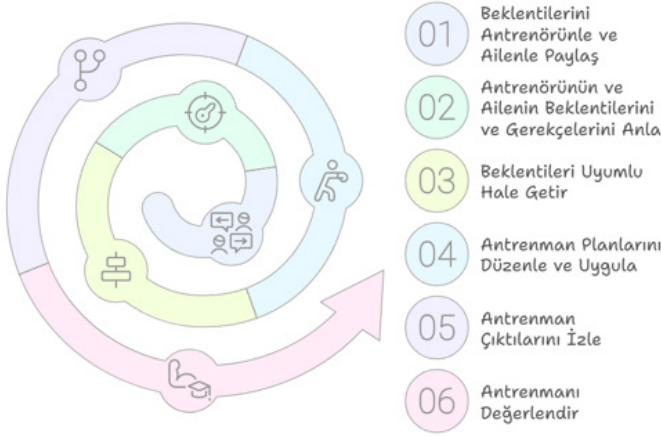 01
Beklentilerini
Antrenörünle ve
Ailenle Paylaş
02
Antrenörünün ve
Ailenin Beklentilerini
ve Gerekçelerini Anla
03
Beklentileri Uyumlu
Hale Getir
04
Antrenman Planlarını
Düzenle ve Uygula
05
Antrenman
Çıktılarını İzle
06
Antrenmanı
Değerlendir